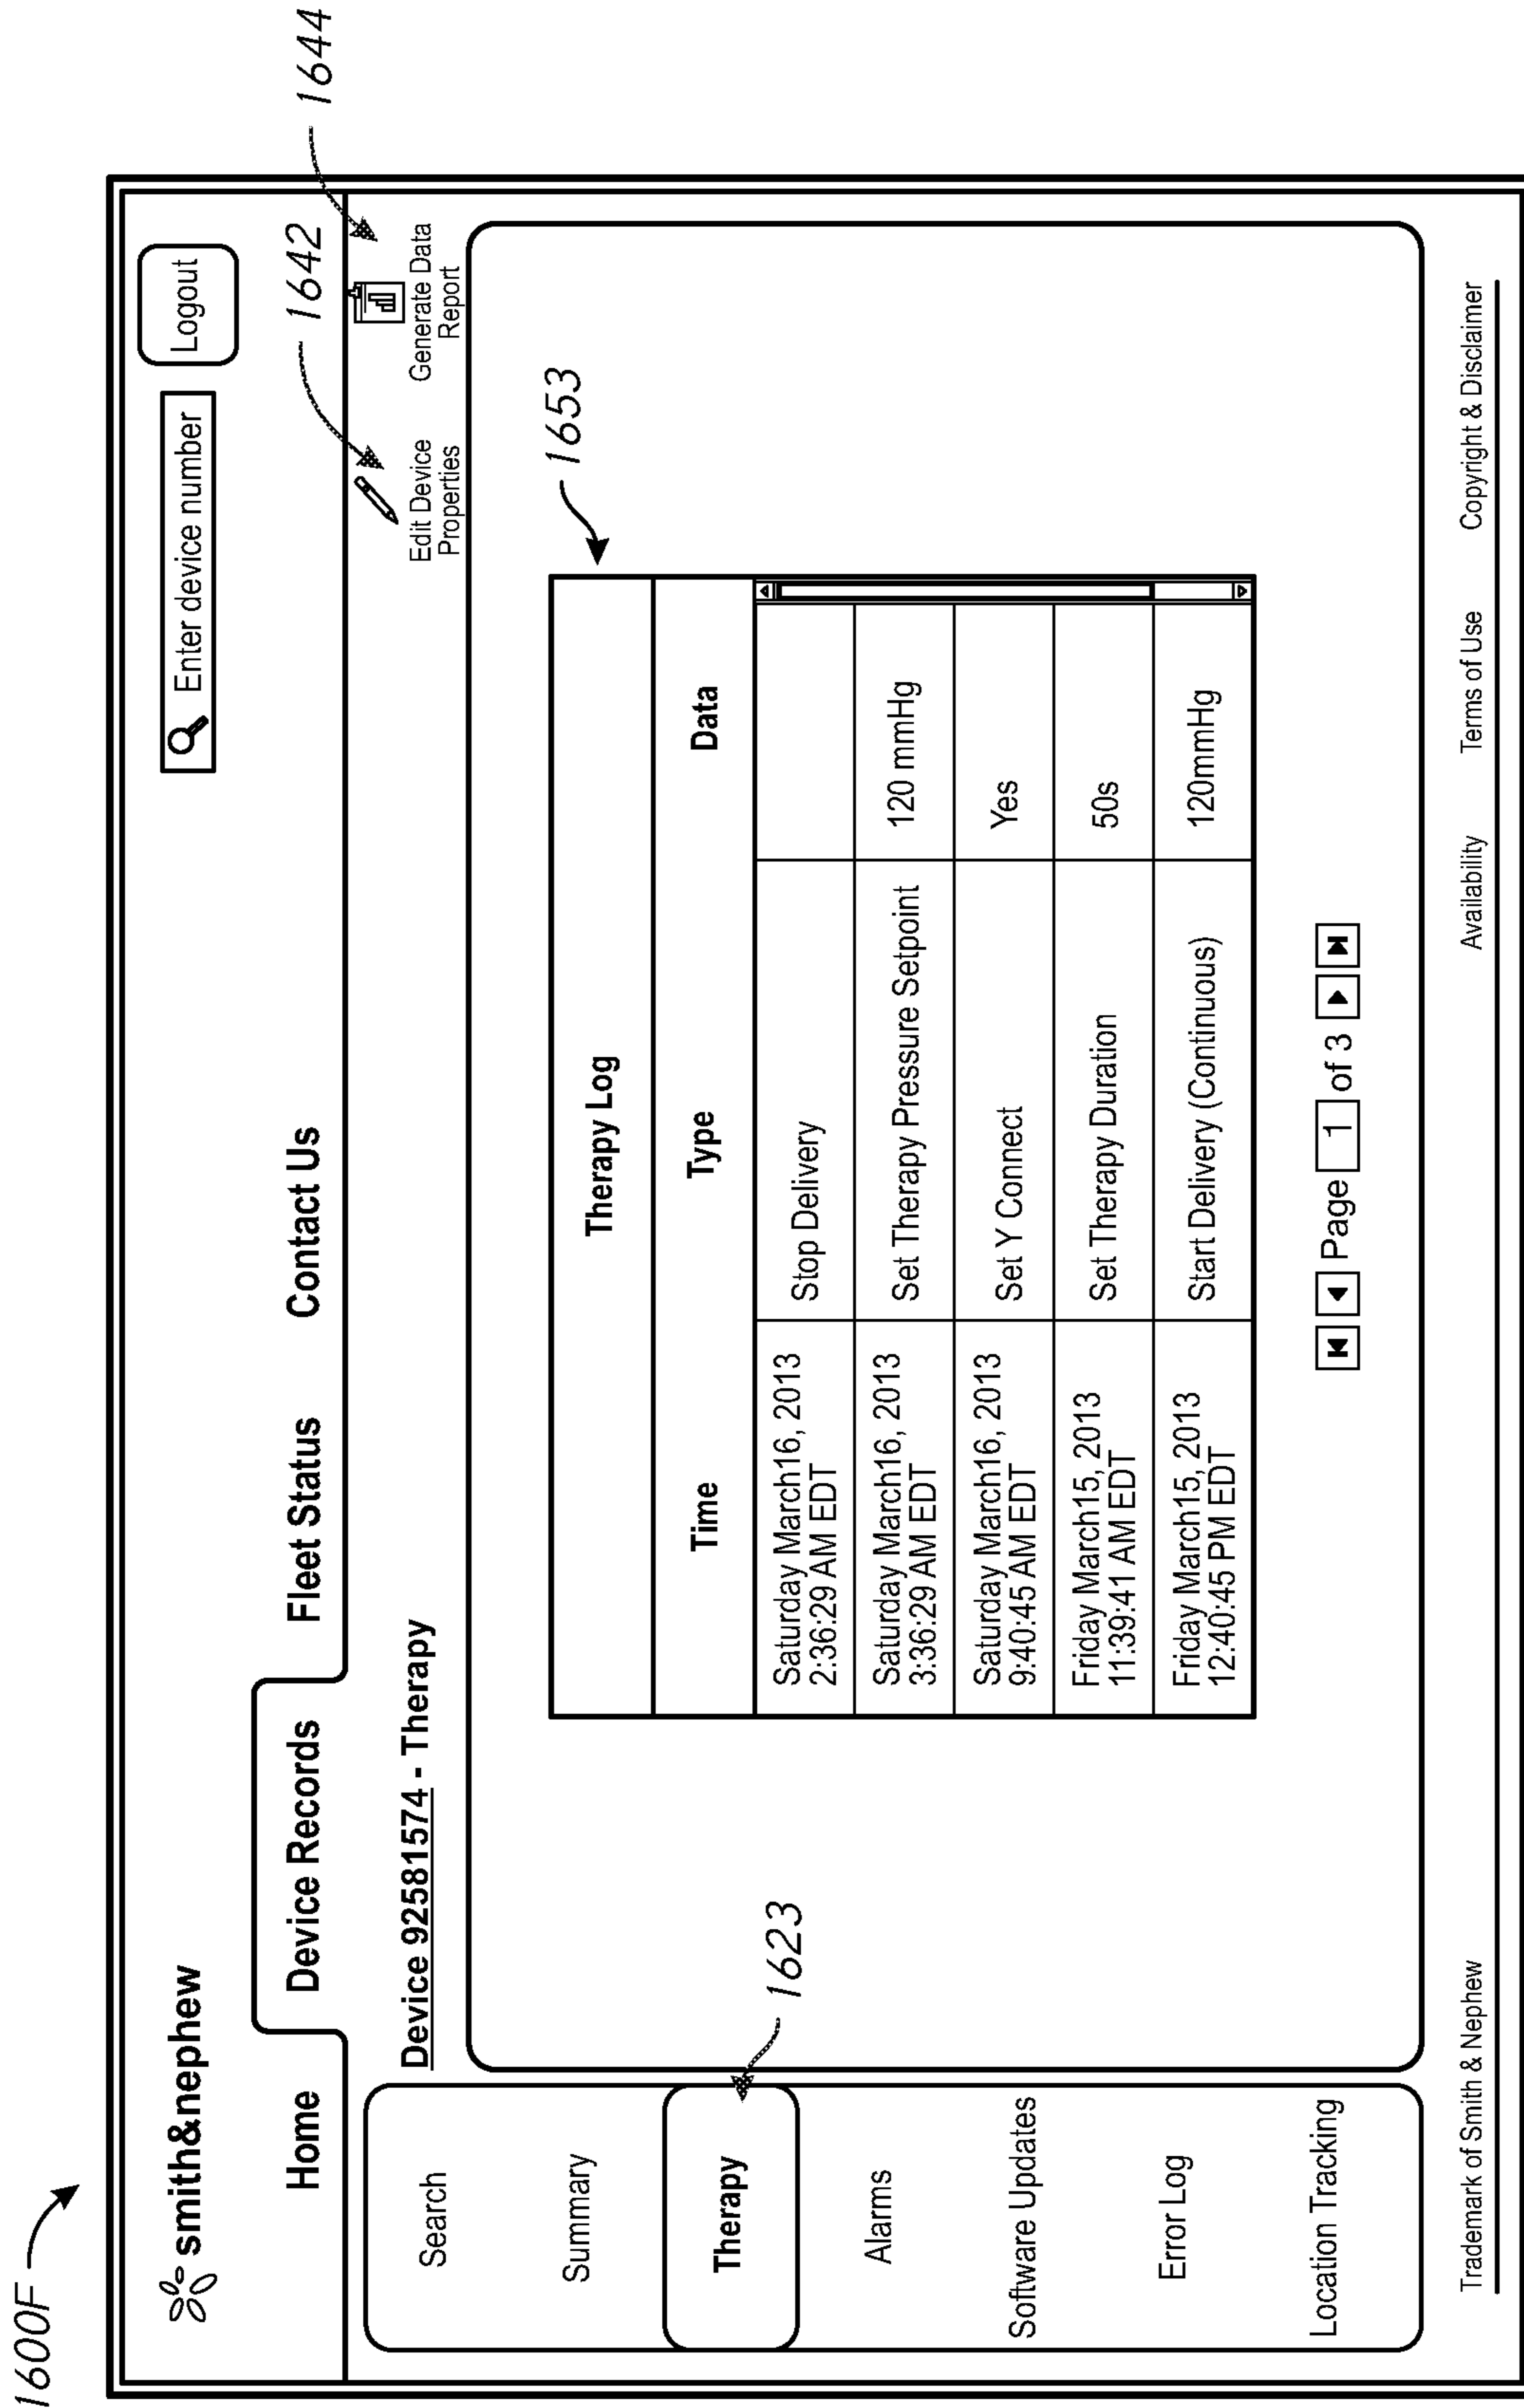 1600F
smith&nephew
Enter device number
Logout
Home
Device Records
Fleet Status
Contact Us
1642
1644
Device 92581574 - Therapy
Edit Device
Properties
Generate Data
Report
Search
Summary
Therapy
Alarms
Software Updates
Error Log
Location Tracking
1623
1653
Therapy Log
Time Type Data
Saturday March16, 2013
2:36:29 AM EDT
Stop Delivery
Saturday March16, 2013
3:36:29 AM EDT
Set Therapy Pressure Setpoint
120 mmHg
Saturday March16, 2013
9:40:45 AM EDT
Set Y Connect
Yes
Friday March15, 2013
11:39:41 AM EDT
Set Therapy Duration
50s
Friday March15, 2013
12:40:45 PM EDT
Start Delivery (Continuous)
120mmHg
Page 1 of 3
Trademark of Smith & Nephew
Availability
Terms of Use
Copyright & Disclaimer